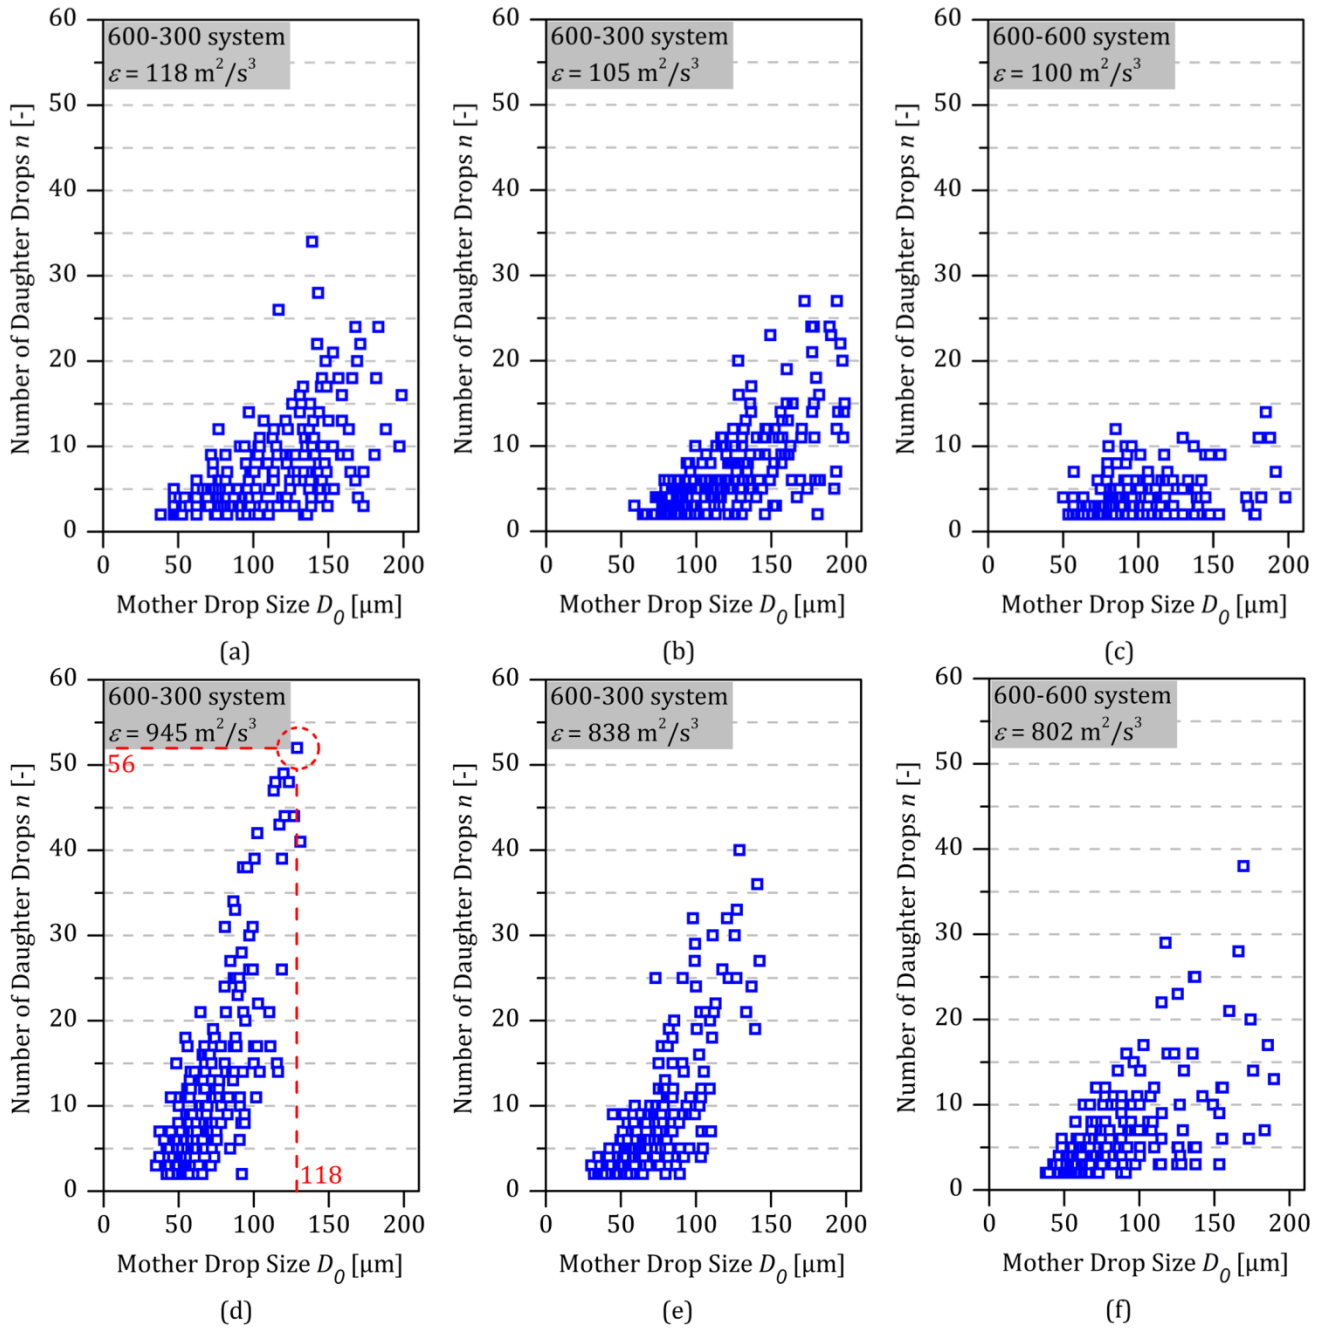 600-300 system
ε = 118 m²/s³
Number of Daughter Drops n [-]
60
50
40
30
20
10
0
0 50 100 150 200
Mother Drop Size D₀ [µm]
(a)
600-300 system
ε = 105 m²/s³
Number of Daughter Drops n [-]
60
50
40
30
20
10
0
0 50 100 150 200
Mother Drop Size D₀ [µm]
(b)
600-600 system
ε = 100 m²/s³
Number of Daughter Drops n [-]
60
50
40
30
20
10
0
0 50 100 150 200
Mother Drop Size D₀ [µm]
(c)
600-300 system
ε = 945 m²/s³
56
118
Number of Daughter Drops n [-]
60
50
40
30
20
10
0
0 50 100 150 200
Mother Drop Size D₀ [µm]
(d)
600-300 system
ε = 838 m²/s³
Number of Daughter Drops n [-]
60
50
40
30
20
10
0
0 50 100 150 200
Mother Drop Size D₀ [µm]
(e)
600-600 system
ε = 802 m²/s³
Number of Daughter Drops n [-]
60
50
40
30
20
10
0
0 50 100 150 200
Mother Drop Size D₀ [µm]
(f)